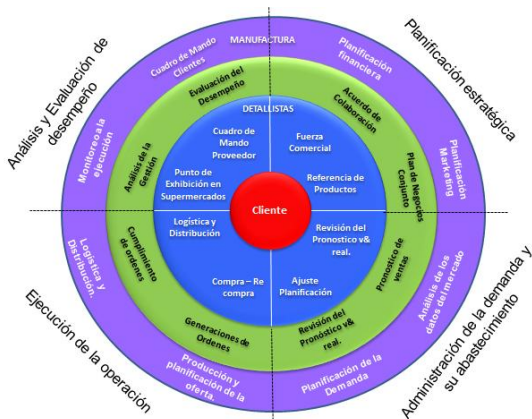 Análisis y Evaluación de
desempeño
Planificación estratégica
Ejecución de la operación
Administración de la demanda y
su abastecimiento
MANUFACTURA
Cuadro de Mando
Clientes
Monitoreo a la
ejecución
Planificación
financiera
Planificación
Marketing
Análisis de los
datos del mercado
Planificación de la
Demanda
Producción y
planificación de la
oferta.
Logística y
Distribución.
Evaluación del
Desempeño
Análisis de la
Gestión
Acuerdo de
Colaboración
Plan de Negocios
Conjunto
Pronostico de
ventas
Revisión del
Pronóstico v&
real.
Generaciones de
Ordenes
Cumplimiento
de ordenes
DETALLISTAS
Cuadro de
Mando
Proveedor
Punto de
Exhibición en
Supermercados
Fuerza
Comercial
Referencia de
Productos
Logística y
Distribución
Compra – Re
compra
Revisión del
Pronostico v&
real.
Ajuste
Planificación
Cliente